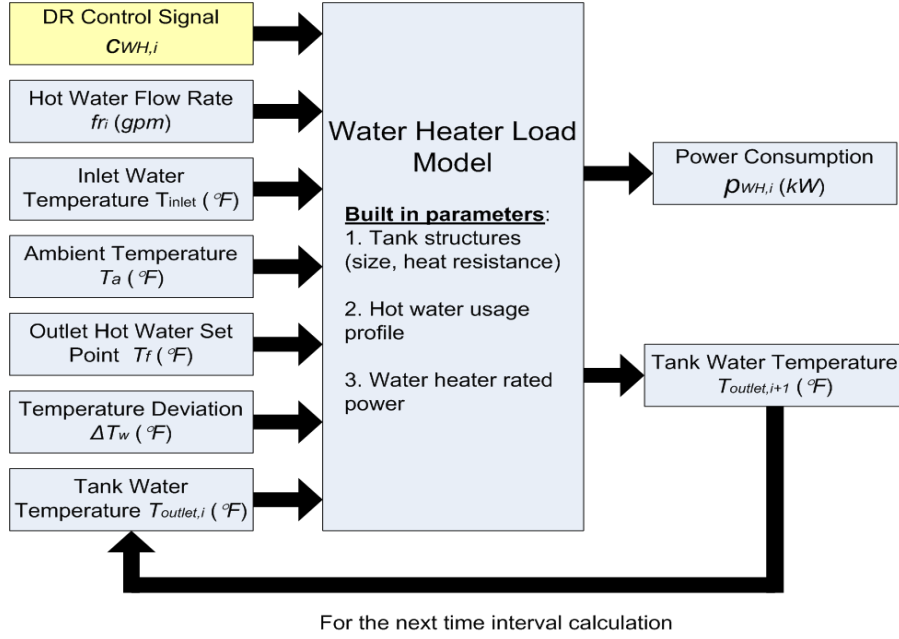 DR Control Signal
CWH,i
Hot Water Flow Rate
fri (gpm)
Inlet Water
Temperature Tinlet (°F)
Ambient Temperature
Ta (°F)
Outlet Hot Water Set
Point Tf (°F)
Temperature Deviation
ΔTw (°F)
Tank Water
Temperature Toutlet,i (°F)
Water Heater Load
Model
Built in parameters:
1. Tank structures
(size, heat resistance)
2. Hot water usage
profile
3. Water heater rated
power
Power Consumption
pWH,i (kW)
Tank Water Temperature
Toutlet,i+1 (°F)
For the next time interval calculation